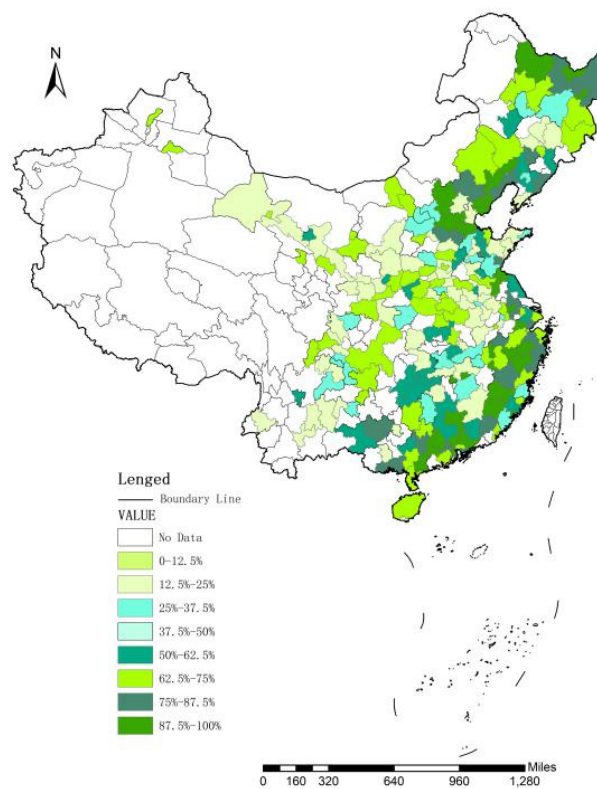 N
Lenged
Boundary Line
VALUE
No Data
0-12.5%
12.5%-25%
25%-37.5%
37.5%-50%
50%-62.5%
62.5%-75%
75%-87.5%
87.5%-100%
Miles
0 160 320 640 960 1,280